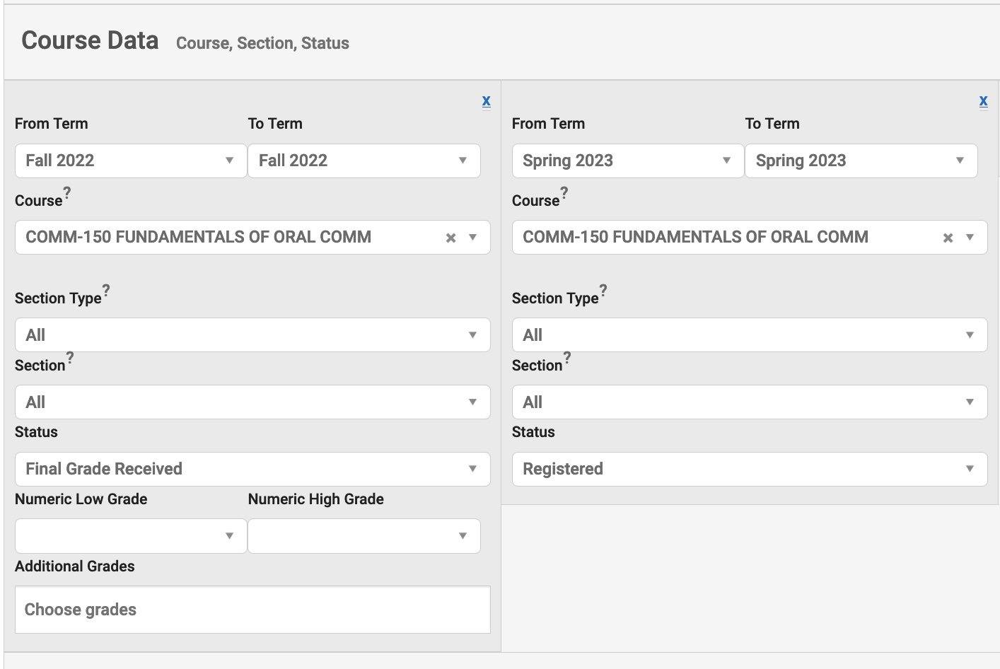 Course Data Course, Section, Status
x
From Term To Term
Fall 2022 Fall 2022
Course?
COMM-150 FUNDAMENTALS OF ORAL COMM
Section Type?
All
Section?
All
Status
Final Grade Received
Numeric Low Grade Numeric High Grade
Additional Grades
Choose grades
x
From Term To Term
Spring 2023 Spring 2023
Course?
COMM-150 FUNDAMENTALS OF ORAL COMM
Section Type?
All
Section?
All
Status
Registered